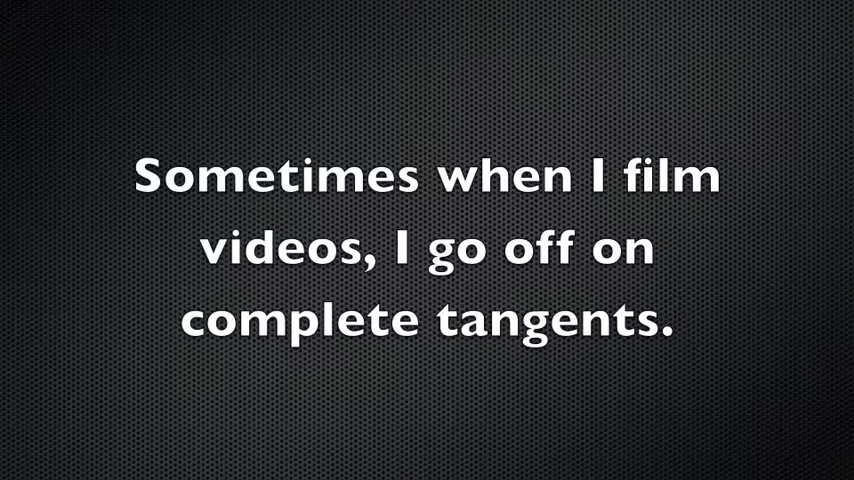 Sometimes when I film
videos, I go off on
complete tangents.